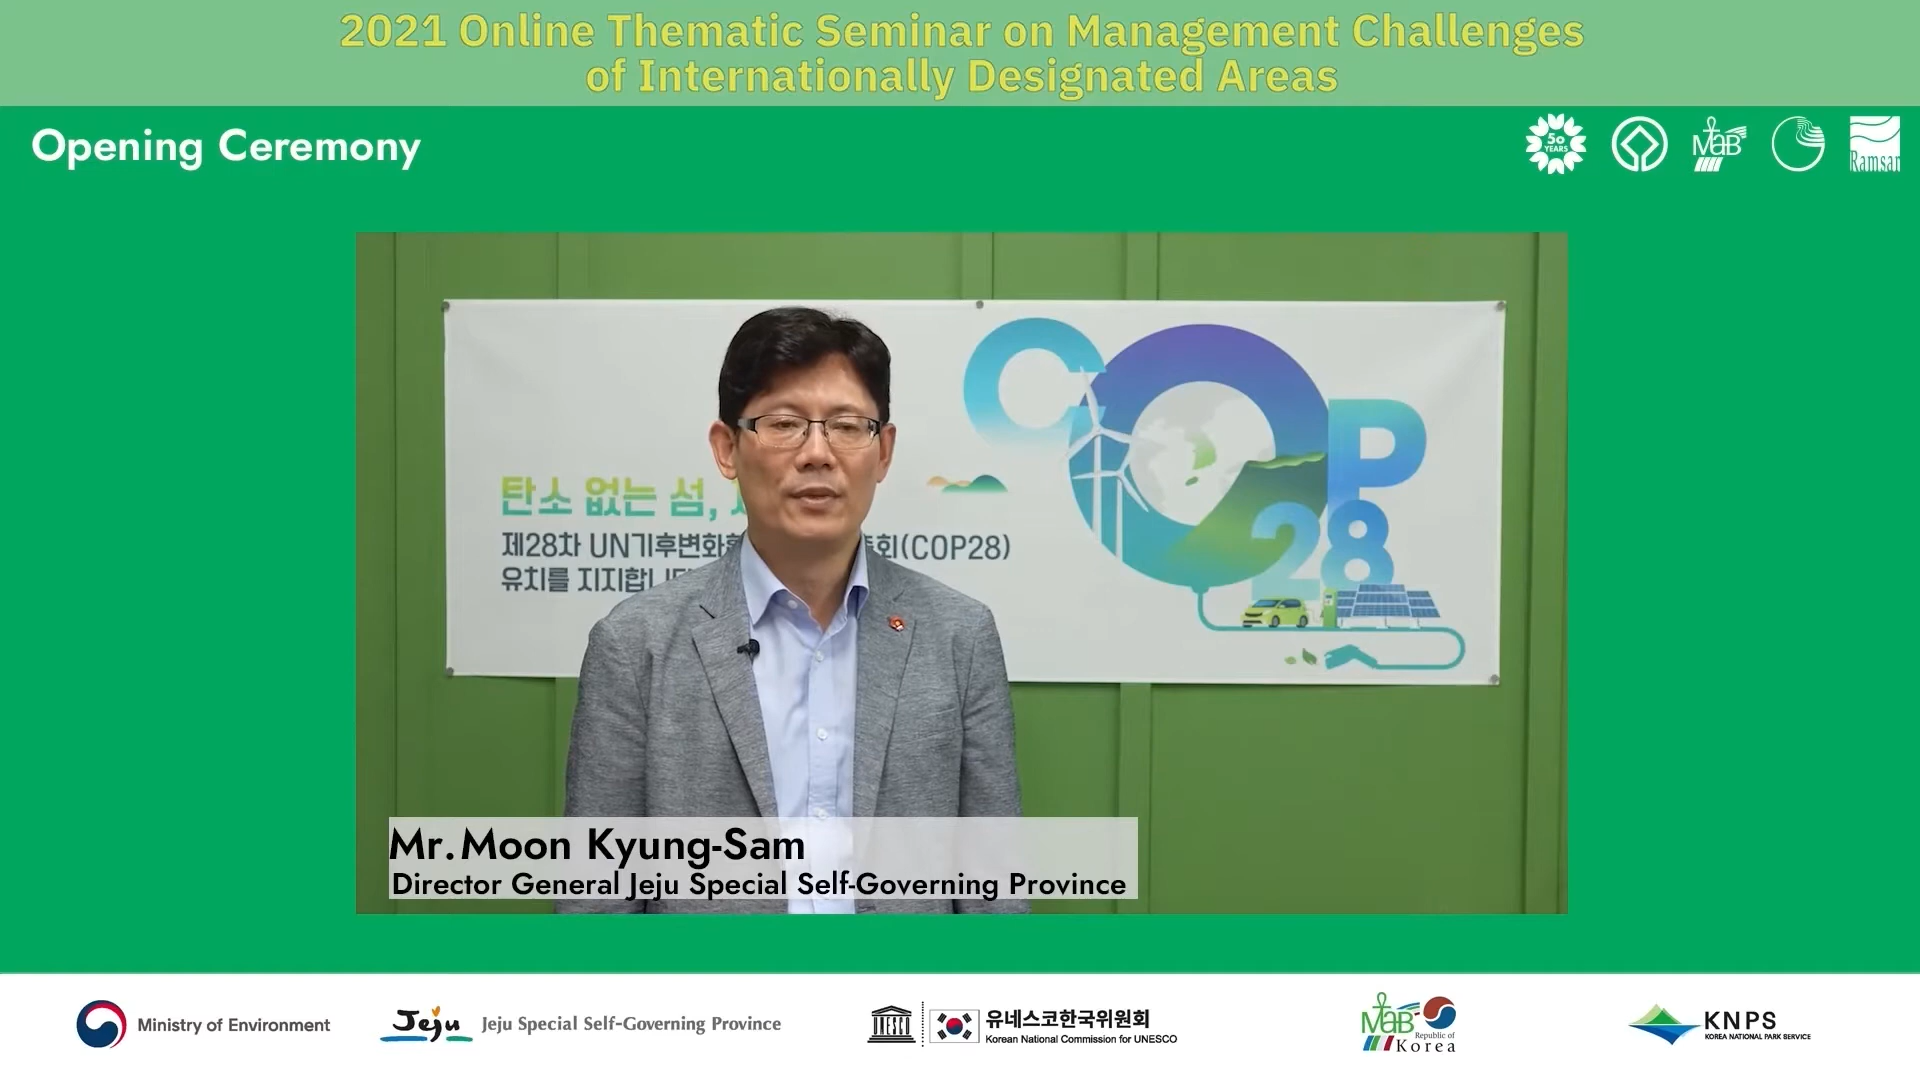 2021 Online Thematic Seminar on Management Challenges
of Internationally Designated Areas
Opening Ceremony
50
YEARS
MaB
Ramsar
COP
28
탄소 없는 섬,
제28차 UN기후변화 총회(COP28)
유치를 지지합니다
Mr. Moon Kyung-Sam
Director General Jeju Special Self-Governing Province
Ministry of Environment
Jeju
Jeju Special Self-Governing Province
UNESCO
유네스코한국위원회
Korean National Commission for UNESCO
MaB
Republic of
Korea
KNPS
KOREA NATIONAL PARK SERVICE